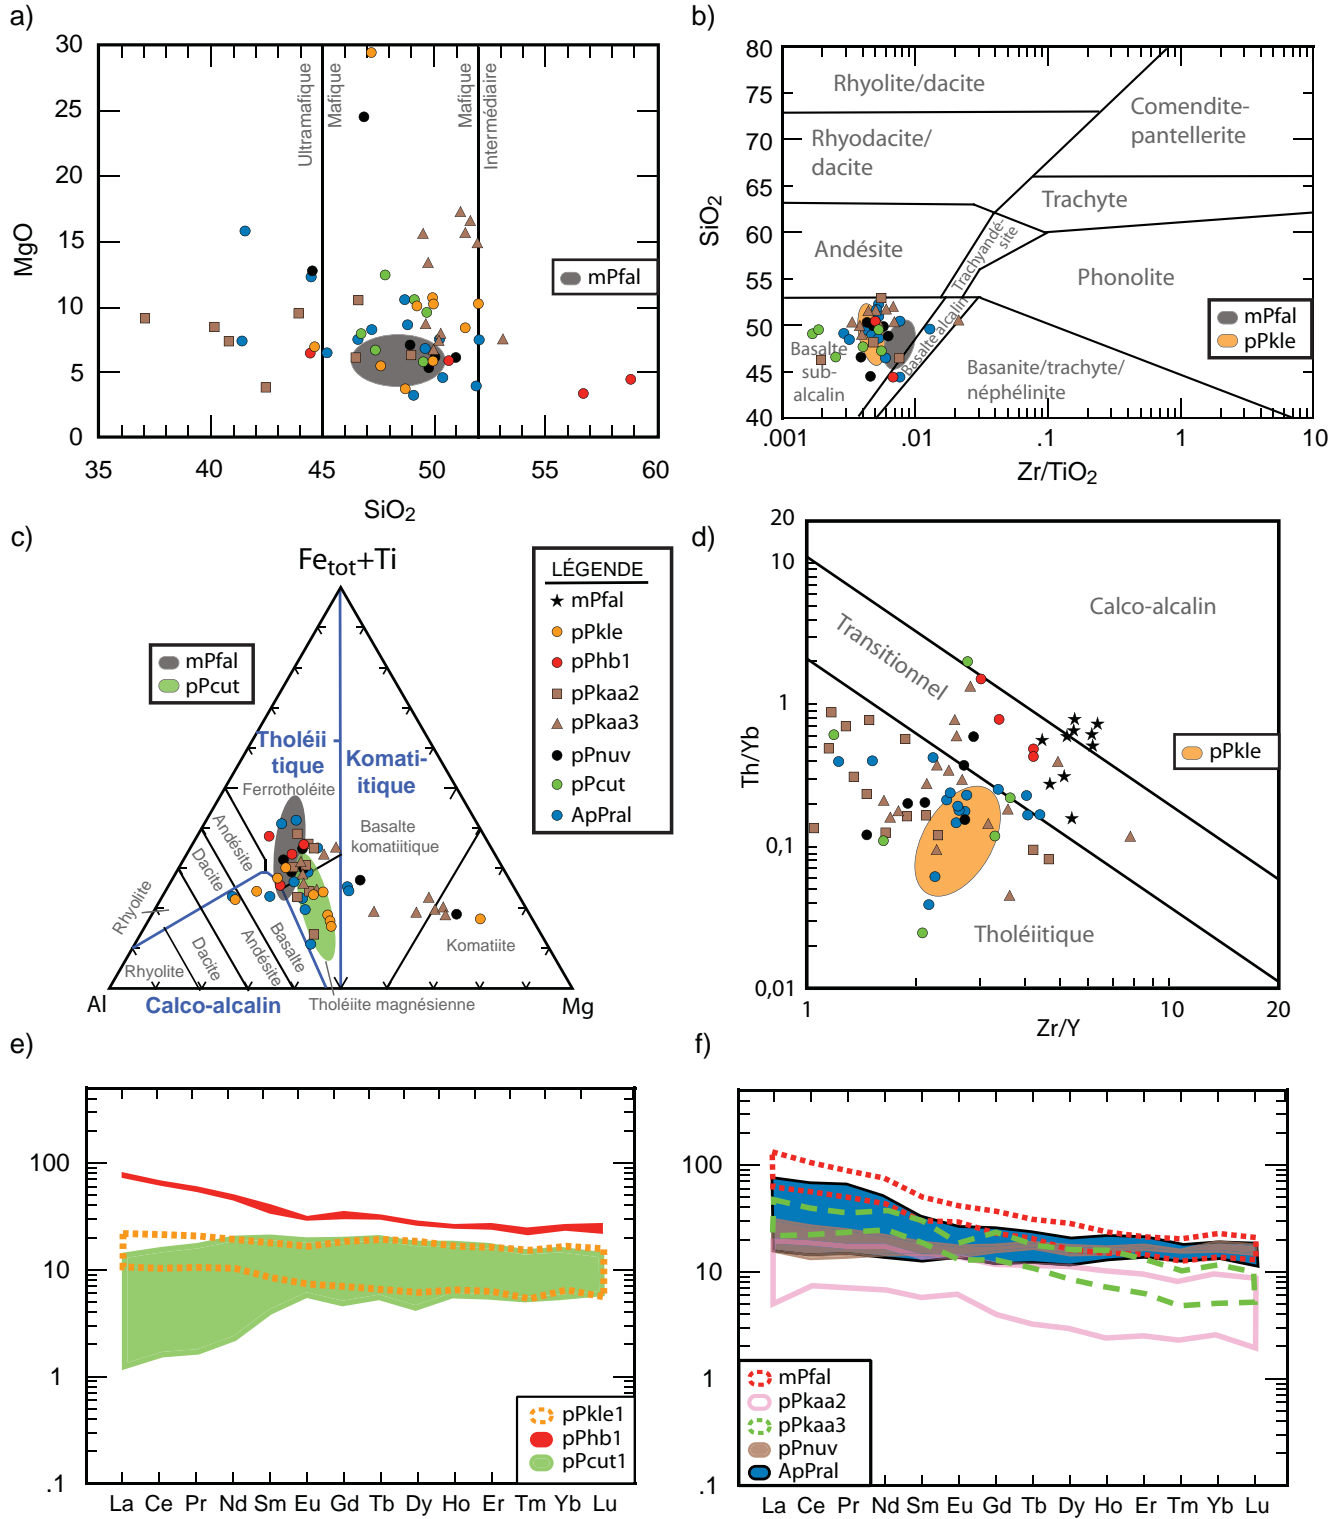 a)
30
25
20
15
10
5
0
MgO
35
40
45
50
55
60
SiO2
Ultramafique
Mafique
Mafique
Intermédiaire
mPfal
b)
80
75
70
65
60
55
50
45
40
SiO2
.001
.01
.1
1
10
Zr/TiO2
Rhyolite/dacite
Comendite-
pantellerite
Rhyodacite/
dacite
Trachyte
Andésite
Trachyandé-
site
Phonolite
Basalte
sub-
alcalin
Basalte alcalin
Basanite/trachyte/
néphélinite
mPfal
pPkle
c)
Fetot+Ti
mPfal
pPcut
Tholéii -
tique
Komati-
itique
Ferrotholéite
Basalte
komatiitique
Andésite
Dacite
Rhyolite
Rhyolite
Dacite
Andésite
Basalte
Komatiite
Al
Calco-alcalin
Tholéiite magnésienne
Mg
LÉGENDE
mPfal
pPkle
pPhb1
pPkaa2
pPkaa3
pPnuv
pPcut
ApPral
d)
20
10
1
0,1
0,01
Th/Yb
1
10
20
Zr/Y
Calco-alcalin
Transitionnel
Tholéiitique
pPkle
e)
100
10
1
.1
La Ce Pr Nd Sm Eu Gd Tb Dy Ho Er Tm Yb Lu
pPkle1
pPhb1
pPcut1
f)
100
10
1
.1
La Ce Pr Nd Sm Eu Gd Tb Dy Ho Er Tm Yb Lu
mPfal
pPkaa2
pPkaa3
pPnuv
ApPral